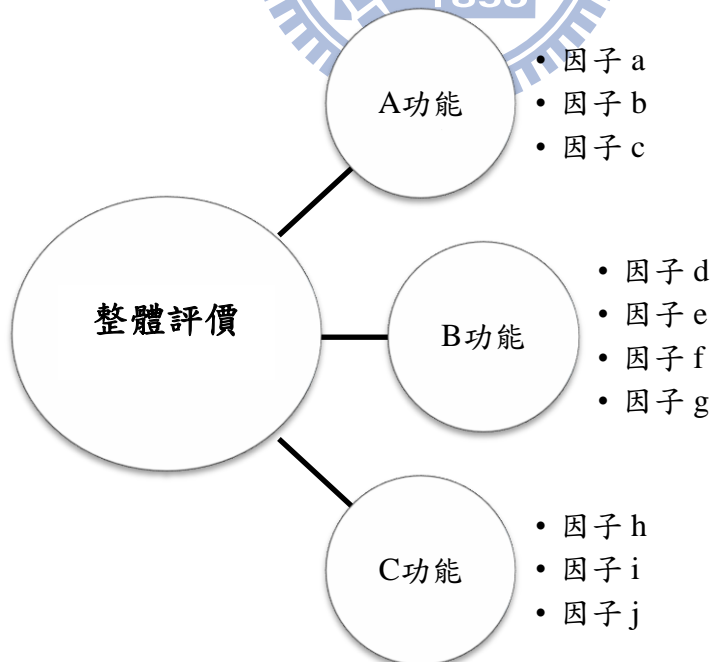 1896
A功能
• 因子 a
• 因子 b
• 因子 c
整體評價
B功能
• 因子 d
• 因子 e
• 因子 f
• 因子 g
C功能
• 因子 h
• 因子 i
• 因子 j